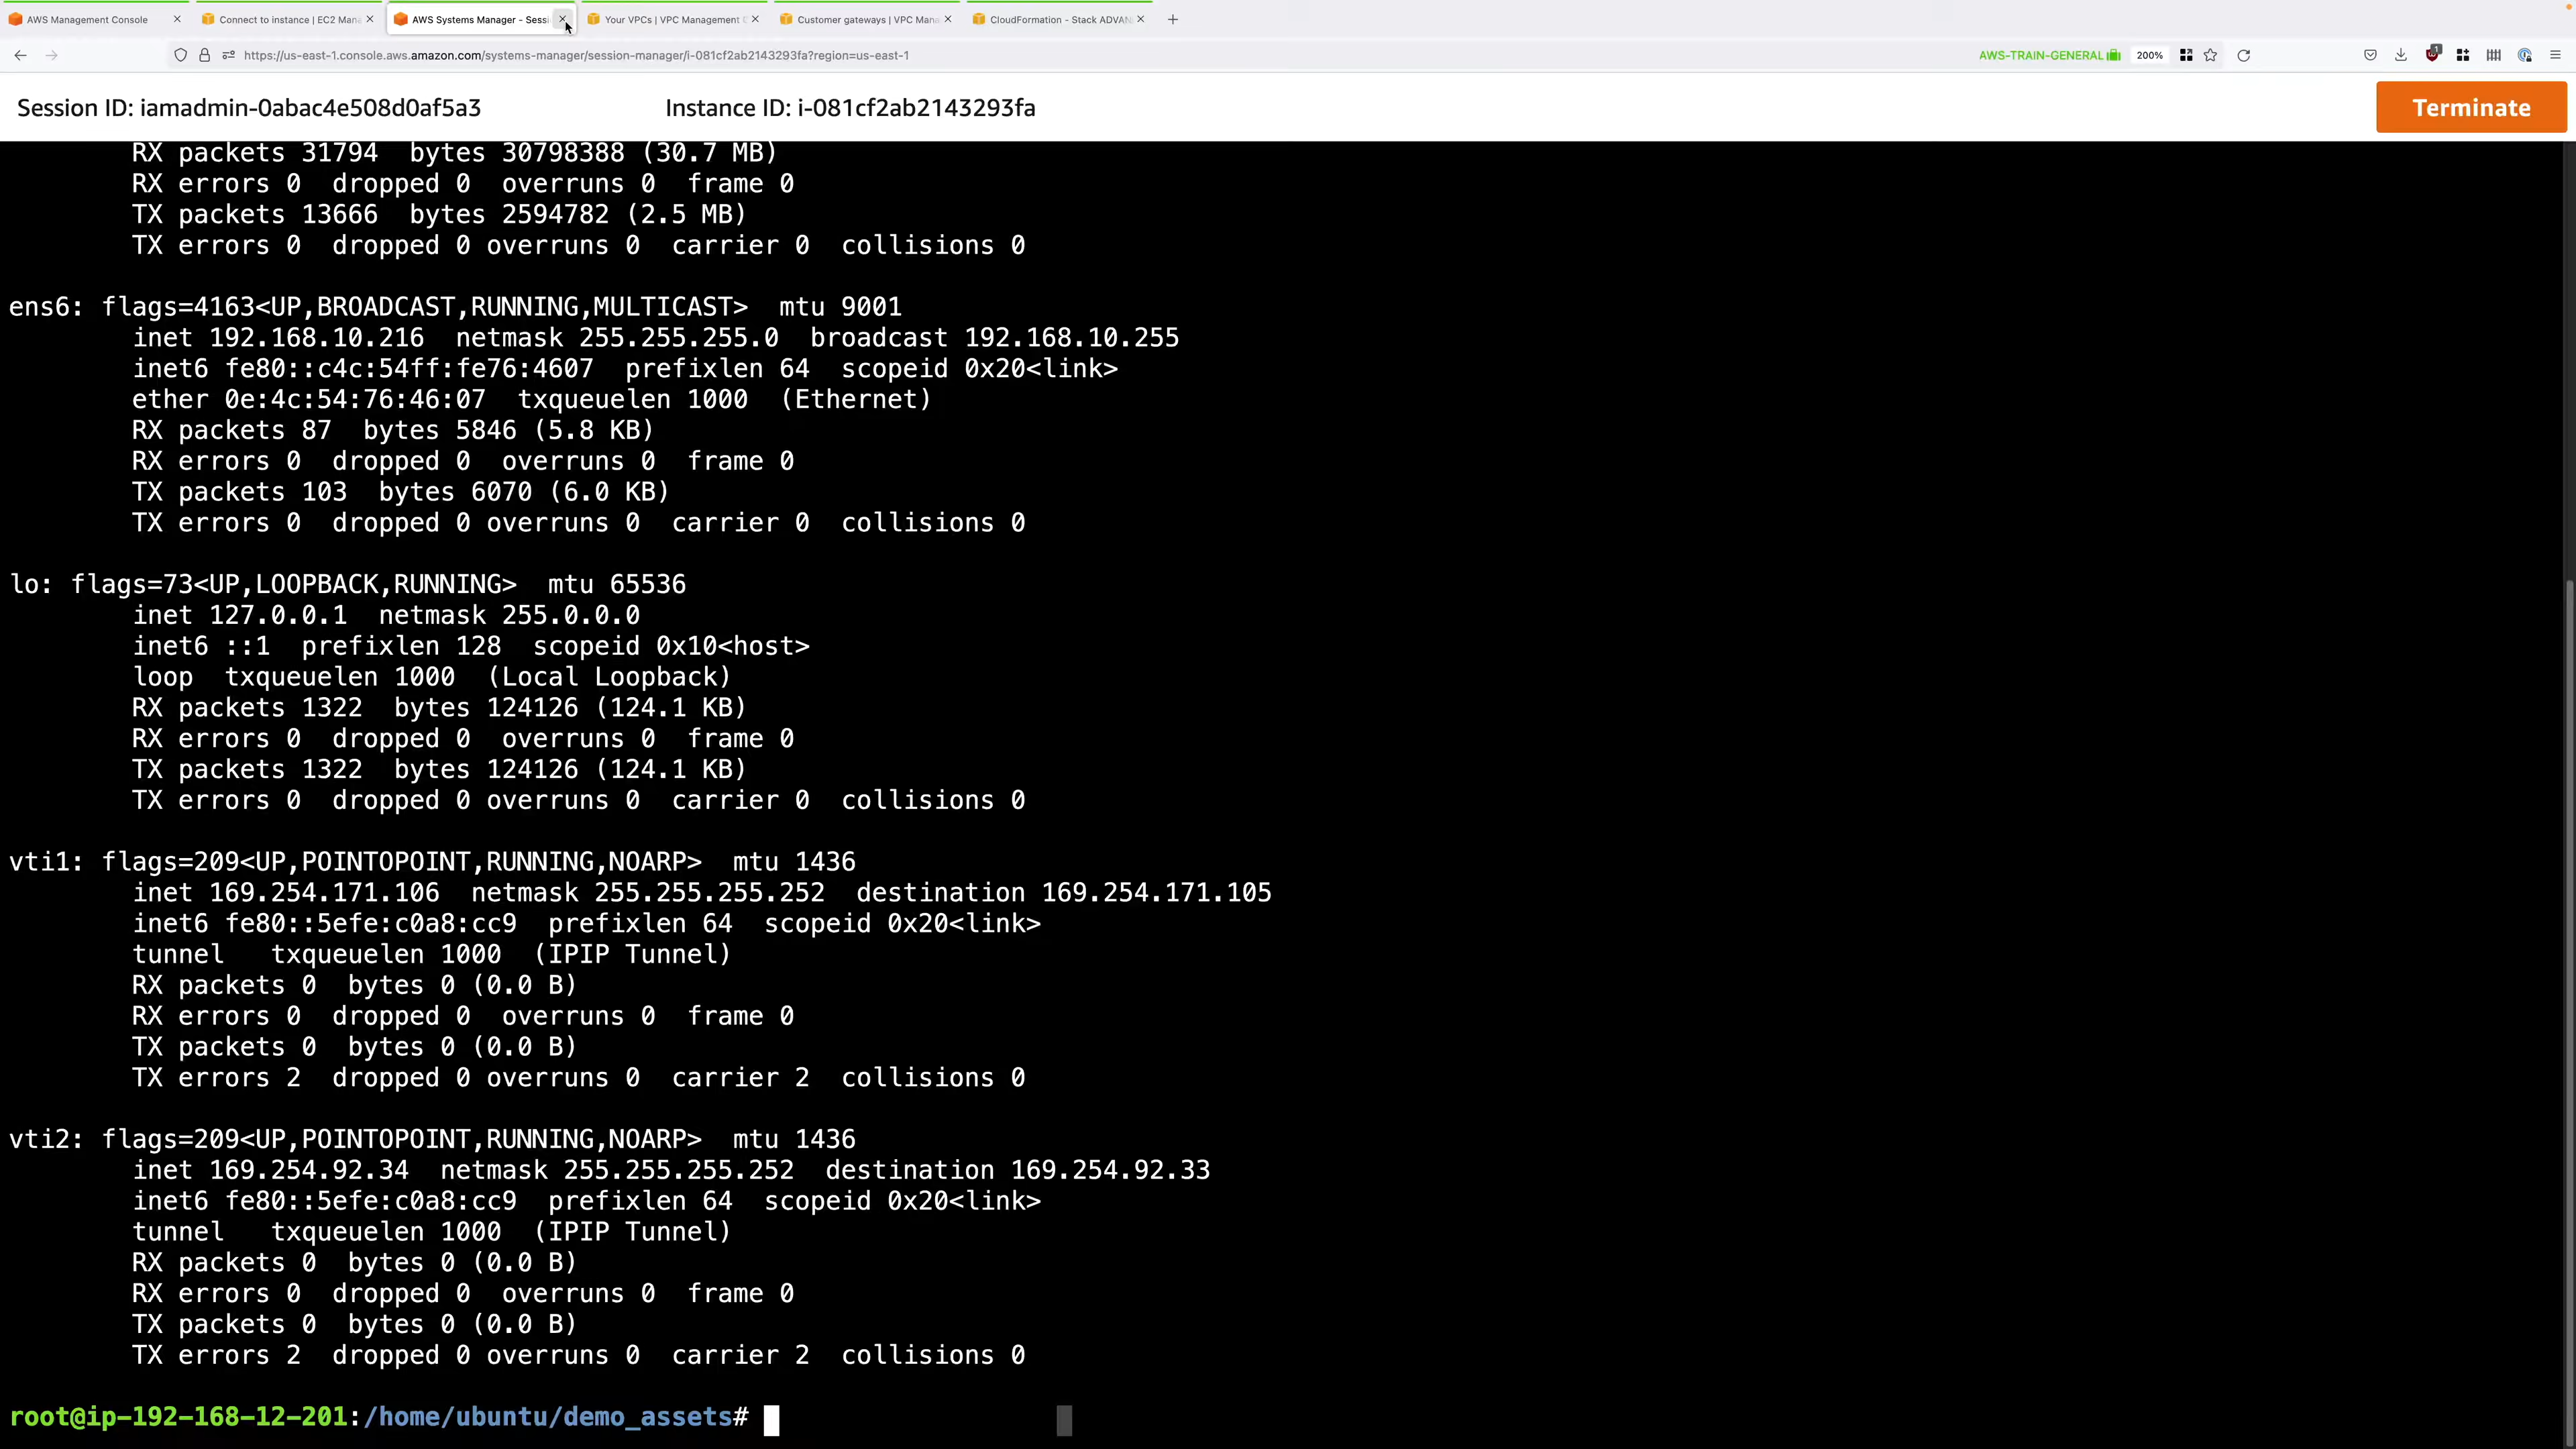 AWS Management Console
Connect to instance | EC2 Man
AWS Systems Manager - Sessi
Your VPCs | VPC Management C
Customer gateways | VPC Mana
CloudFormation - Stack ADVAN
https://us-east-1.console.aws.amazon.com/systems-manager/session-manager/i-081cf2ab2143293fa?region=us-east-1
AWS-TRAIN-GENERAL
200%
1
Session ID: iamadmin-0abac4e508d0af5a3
Instance ID: i-081cf2ab2143293fa
Terminate
RX packets 31794  bytes 30798388 (30.7 MB)
RX errors 0  dropped 0  overruns 0  frame 0
TX packets 13666  bytes 2594782 (2.5 MB)
TX errors 0  dropped 0 overruns 0  carrier 0  collisions 0
ens6: flags=4163<UP,BROADCAST,RUNNING,MULTICAST>  mtu 9001
inet 192.168.10.216  netmask 255.255.255.0  broadcast 192.168.10.255
inet6 fe80::c4c:54ff:fe76:4607  prefixlen 64  scopeid 0x20<link>
ether 0e:4c:54:76:46:07  txqueuelen 1000  (Ethernet)
RX packets 87  bytes 5846 (5.8 KB)
RX errors 0  dropped 0  overruns 0  frame 0
TX packets 103  bytes 6070 (6.0 KB)
TX errors 0  dropped 0 overruns 0  carrier 0  collisions 0
lo: flags=73<UP,LOOPBACK,RUNNING>  mtu 65536
inet 127.0.0.1  netmask 255.0.0.0
inet6 ::1  prefixlen 128  scopeid 0x10<host>
loop  txqueuelen 1000  (Local Loopback)
RX packets 1322  bytes 124126 (124.1 KB)
RX errors 0  dropped 0  overruns 0  frame 0
TX packets 1322  bytes 124126 (124.1 KB)
TX errors 0  dropped 0 overruns 0  carrier 0  collisions 0
vti1: flags=209<UP,POINTOPOINT,RUNNING,NOARP>  mtu 1436
inet 169.254.171.106  netmask 255.255.255.252  destination 169.254.171.105
inet6 fe80::5efe:c0a8:cc9  prefixlen 64  scopeid 0x20<link>
tunnel   txqueuelen 1000  (IPIP Tunnel)
RX packets 0  bytes 0 (0.0 B)
RX errors 0  dropped 0  overruns 0  frame 0
TX packets 0  bytes 0 (0.0 B)
TX errors 2  dropped 0 overruns 0  carrier 2  collisions 0
vti2: flags=209<UP,POINTOPOINT,RUNNING,NOARP>  mtu 1436
inet 169.254.92.34  netmask 255.255.255.252  destination 169.254.92.33
inet6 fe80::5efe:c0a8:cc9  prefixlen 64  scopeid 0x20<link>
tunnel   txqueuelen 1000  (IPIP Tunnel)
RX packets 0  bytes 0 (0.0 B)
RX errors 0  dropped 0  overruns 0  frame 0
TX packets 0  bytes 0 (0.0 B)
TX errors 2  dropped 0 overruns 0  carrier 2  collisions 0
root@ip-192-168-12-201:/home/ubuntu/demo_assets#